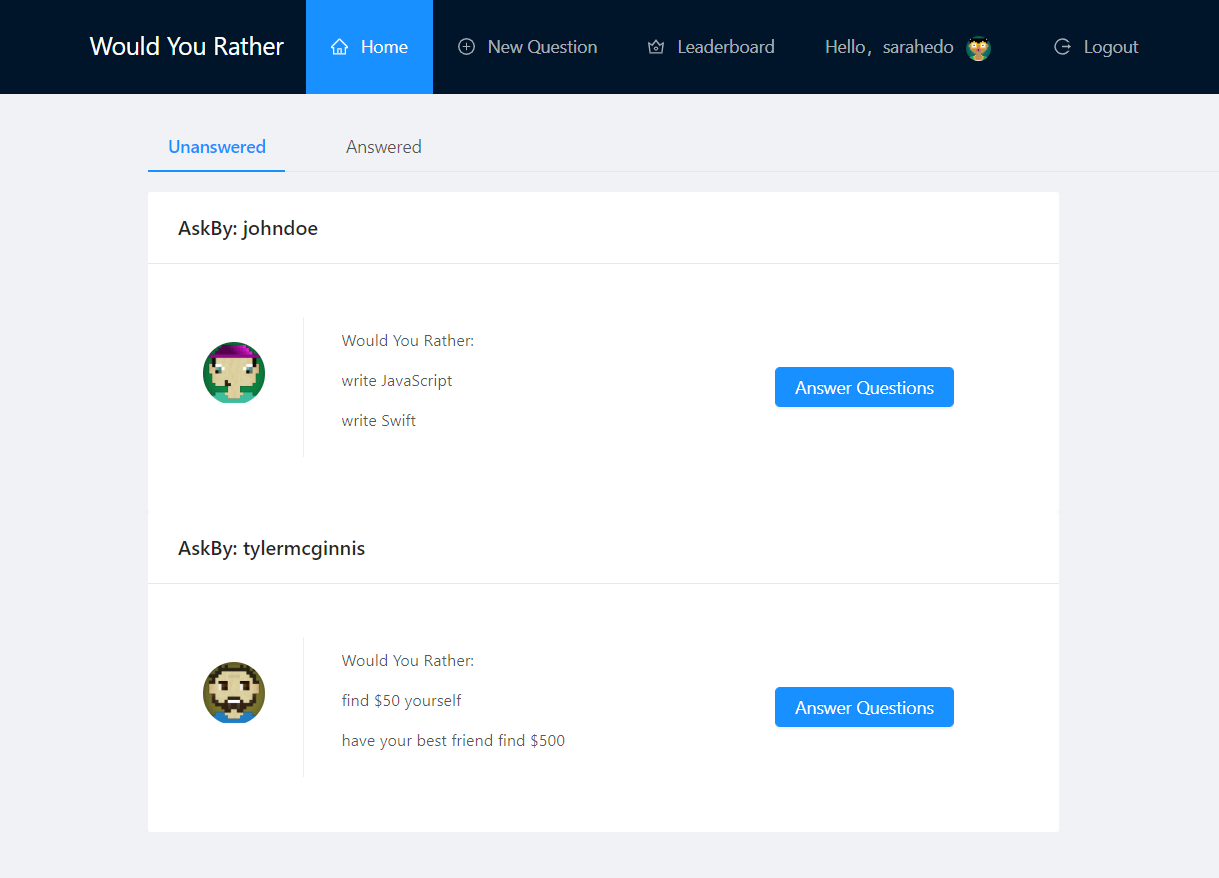 Would You Rather Home New Question Leaderboard Hello，sarahedo Logout
Unanswered Answered
AskBy: johndoe
Would You Rather:
write JavaScript
write Swift
Answer Questions
AskBy: tylermcginnis
Would You Rather:
find $50 yourself
have your best friend find $500
Answer Questions